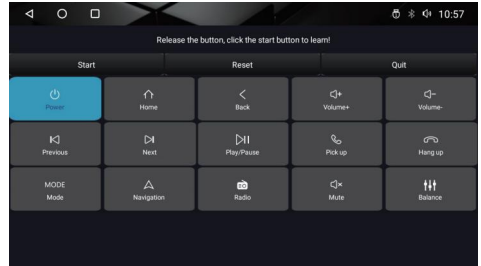 10:57
Release the button, click the start button to learn!
Start Reset Quit
Power Home Back Volume+ Volume-
Previous Next Play/Pause Pick up Hang up
MODE
Mode Navigation Radio Mute Balance